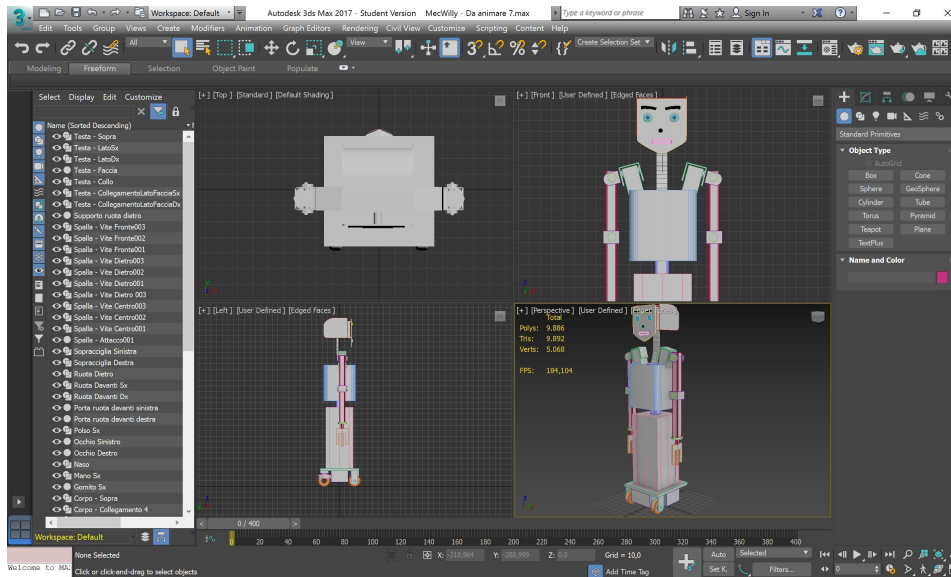 Workspace: Default
Autodesk 3ds Max 2017 - Student Version MecWilly - Da animare 7.max
Type a keyword or phrase
Sign In
Edit Tools Group Views Create Modifiers Animation Graph Editors Rendering Civil View Customize Scripting Content Help
All
View
Create Selection Set
Modeling Freeform Selection Object Paint Populate
Select Display Edit Customize
Name (Sorted Descending)
Testa - Sopra
Testa - LatoSx
Testa - LatoDx
Testa - Faccia
Testa - Collo
Testa - CollegamentoLatoFacciaSx
Testa - CollegamentoLatoFacciaDx
Supporto ruota dietro
Spalla - Vite Fronte003
Spalla - Vite Fronte002
Spalla - Vite Fronte001
Spalla - Vite Dietro003
Spalla - Vite Dietro002
Spalla - Vite Dietro001
Spalla - Vite Dietro 003
Spalla - Vite Centro003
Spalla - Vite Centro002
Spalla - Vite Centro001
Spalla - Attacco001
Sopracciglia Sinistra
Sopracciglia Destra
Ruota Dietro
Ruota Davanti Sx
Ruota Davanti Dx
Porta ruota davanti sinistra
Porta ruota davanti destra
Polso Sx
Occhio Sinistro
Occhio Destro
Naso
Mano Sx
Gomito Sx
Corpo - Sopra
Corpo - Collegamento 4
Workspace: Default
[+] [Top ] [Standard ] [Default Shading ]
[+] [Front ] [User Defined ] [Edged Faces ]
[+] [Left ] [User Defined ] [Edged Faces ]
[+] [Perspective ] [User Defined ]
Total
Polys: 9.886
Tris: 9.892
Verts: 5.068
FPS: 184,104
Standard Primitives
Object Type
AutoGrid
Box Cone
Sphere GeoSphere
Cylinder Tube
Torus Pyramid
Teapot Plane
TextPlus
Name and Color
0 / 400
0 20 40 60 80 100 120 140 160 180 200 220 240 260 280 300 320 340 360 380 400
None Selected
X: -218,964 Y: -288,999 Z: 0,0 Grid = 10,0
Auto Selected
Welcome to MA
Click or click-and-drag to select objects
Add Time Tag
Set K. Filters...
0